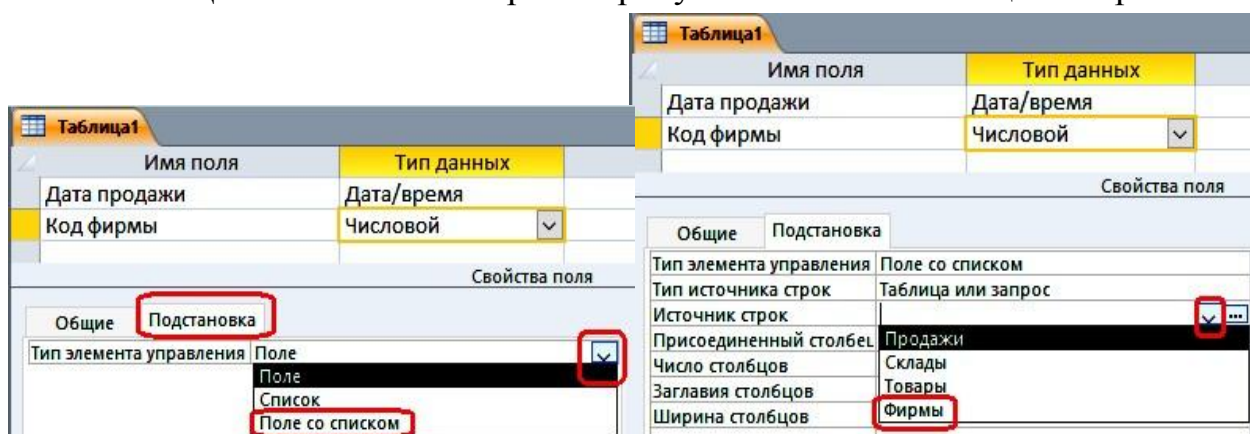 Таблица1
Имя поля Тип данных
Дата продажи Дата/время
Код фирмы Числовой
Свойства поля
Общие Подстановка
Тип элемента управления Поле
Поле
Список
Поле со списком
Таблица1
Имя поля Тип данных
Дата продажи Дата/время
Код фирмы Числовой
Свойства поля
Общие Подстановка
Тип элемента управления Поле со списком
Тип источника строк Таблица или запрос
Источник строк
Присоединенный столбец Продажи
Число столбцов Склады
Заглавия столбцов Товары
Ширина столбцов Фирмы